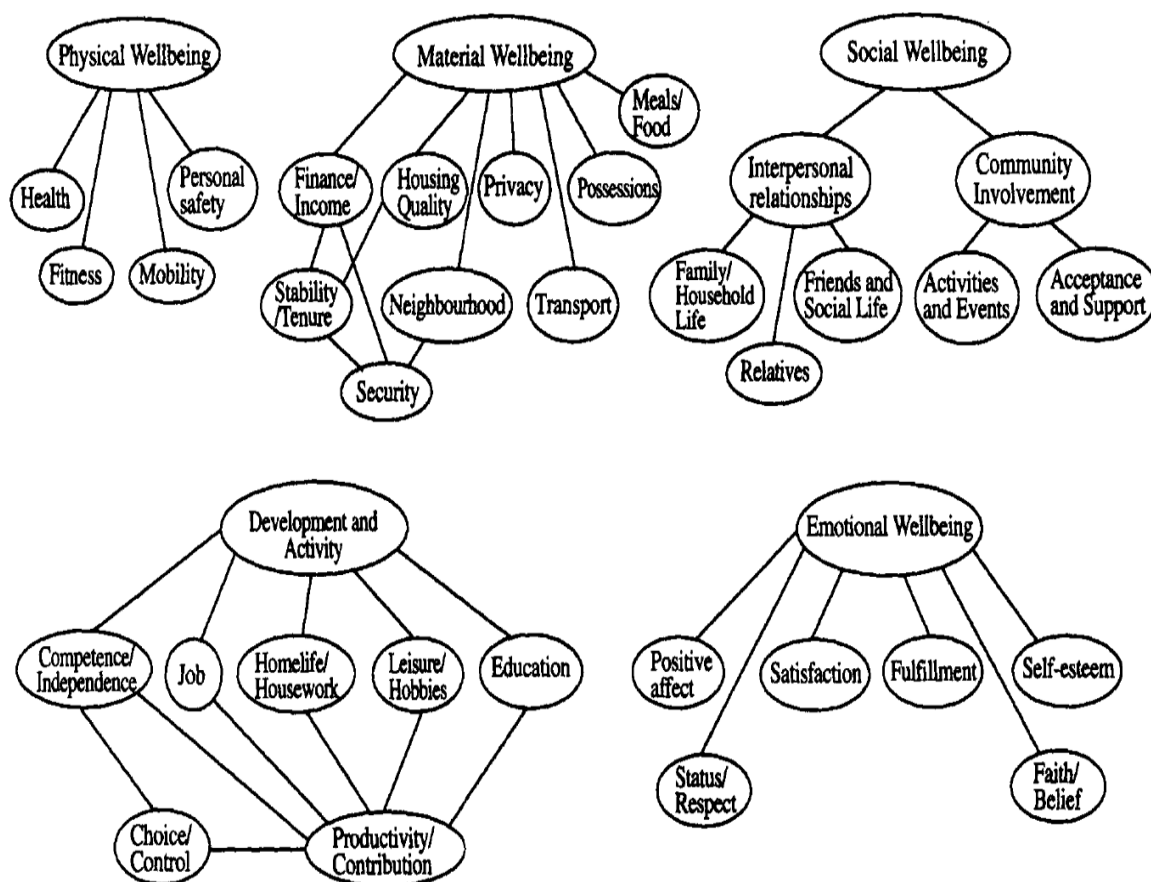 Physical Wellbeing
Material Wellbeing
Social Wellbeing
Meals/
Food
Health
Personal
safety
Finance/
Income
Housing
Quality
Privacy
Possessions
Interpersonal
relationships
Community
Involvement
Fitness
Mobility
Stability
/Tenure
Neighbourhood
Transport
Family/
Household
Life
Friends and
Social Life
Activities
and Events
Acceptance
and Support
Security
Relatives
Development and
Activity
Emotional Wellbeing
Competence/
Independence
Job
Homelife/
Housework
Leisure/
Hobbies
Education
Positive
affect
Satisfaction
Fulfillment
Self-esteem
Status/
Respect
Faith/
Belief
Choice/
Control
Productivity/
Contribution